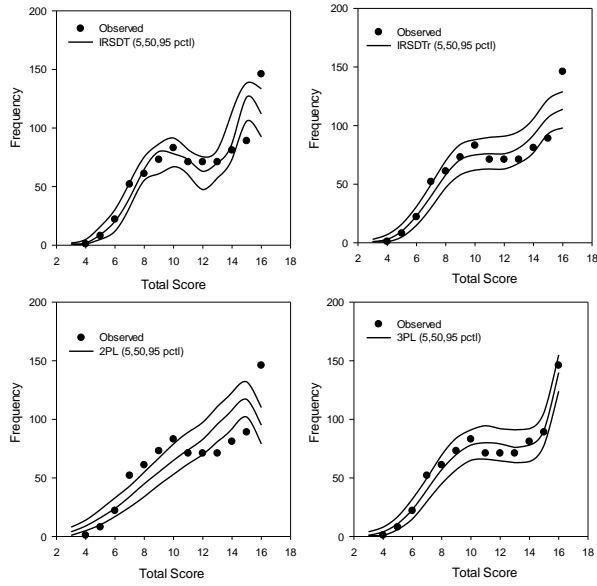 200
150
100
50
0
Frequency
Observed
IRSDT (5,50,95 pctl)
2 4 6 8 10 12 14 16 18
Total Score
200
150
100
50
0
Frequency
Observed
IRSDTr (5,50,95 pctl)
2 4 6 8 10 12 14 16 18
Total Score
200
150
100
50
0
Frequency
Observed
2PL (5,50,95 pctl)
2 4 6 8 10 12 14 16 18
Total Score
200
150
100
50
0
Frequency
Observed
3PL (5,50,95 pctl)
2 4 6 8 10 12 14 16 18
Total Score